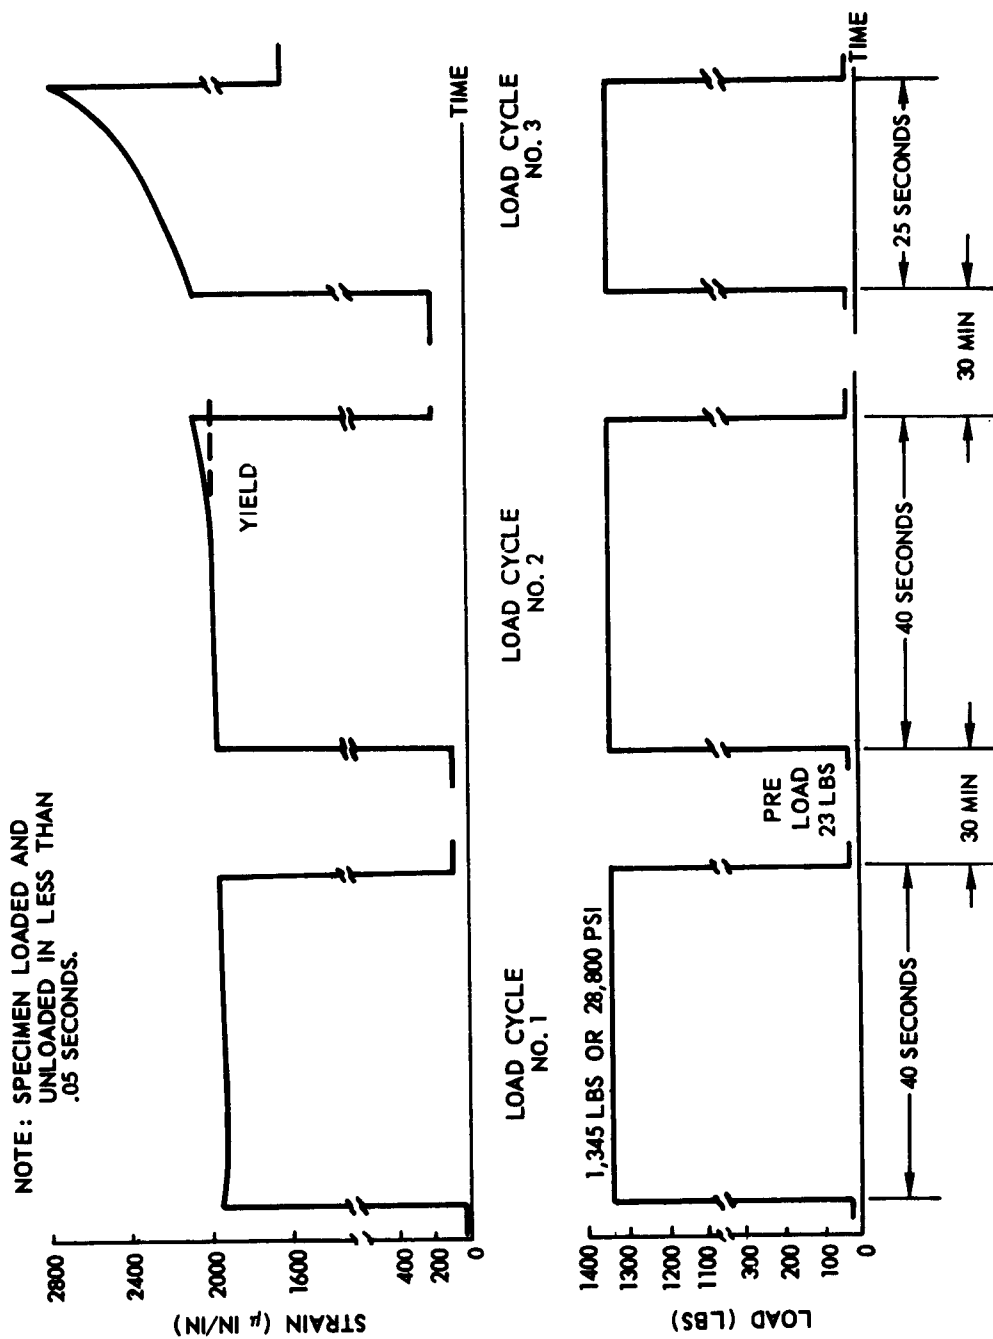 NOTE: SPECIMEN LOADED AND
UNLOADED IN LESS THAN
.05 SECONDS.
2800
2400
2000
1600
400
200
0
STRAIN (μ IN/IN)
YIELD
TIME
LOAD CYCLE
NO. 1
LOAD CYCLE
NO. 2
LOAD CYCLE
NO. 3
1400
1300
1200
1100
200
100
0
LOAD (LBS)
1,345 LBS OR 28,800 PSI
PRE
LOAD
23 LBS
TIME
40 SECONDS
40 SECONDS
25 SECONDS
30 MIN
30 MIN